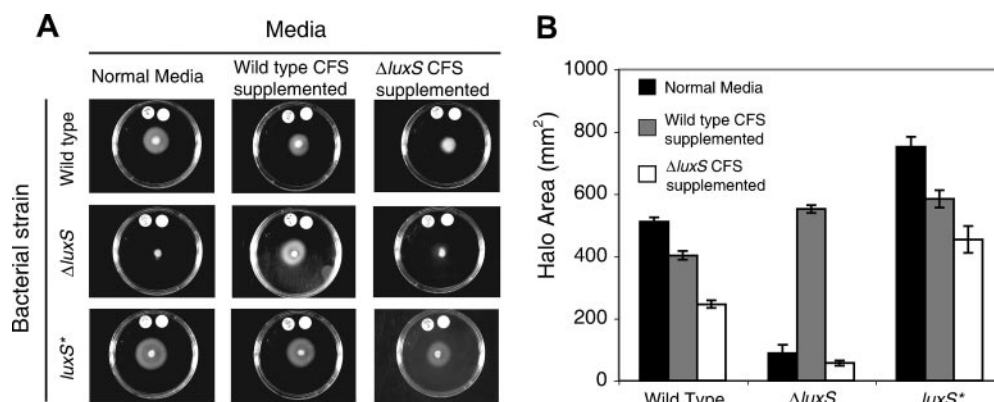 A
Media
Normal Media
Wild type CFS
supplemented
ΔluxS CFS
supplemented
Bacterial strain
Wild type
ΔluxS
luxS*
B
Halo Area (mm²)
1000
800
600
400
200
0
Normal Media
Wild type CFS
supplemented
ΔluxS CFS
supplemented
Wild Type
ΔluxS
luxS*